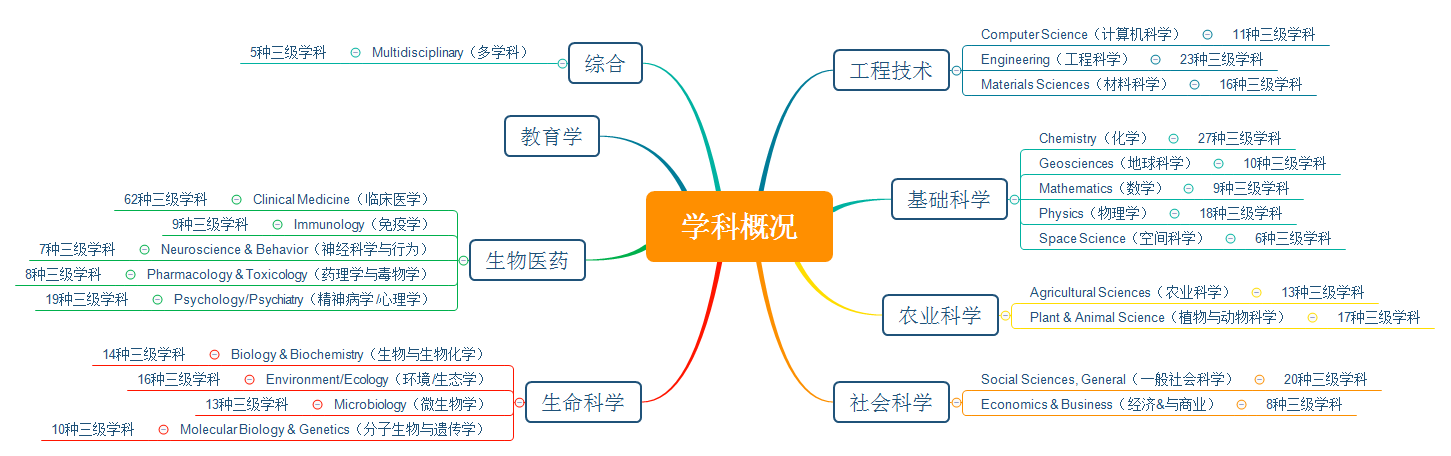 学科概况
综合
Multidisciplinary（多学科）
5种三级学科
教育学
生物医药
Clinical Medicine（临床医学）
62种三级学科
Immunology（免疫学）
9种三级学科
Neuroscience & Behavior（神经科学与行为）
7种三级学科
Pharmacology & Toxicology（药理学与毒物学）
8种三级学科
Psychology/Psychiatry（精神病学/心理学）
19种三级学科
生命科学
Biology & Biochemistry（生物与生物化学）
14种三级学科
Environment/Ecology（环境/生态学）
16种三级学科
Microbiology（微生物学）
13种三级学科
Molecular Biology & Genetics（分子生物与遗传学）
10种三级学科
工程技术
Computer Science（计算机科学）
11种三级学科
Engineering（工程科学）
23种三级学科
Materials Sciences（材料科学）
16种三级学科
基础科学
Chemistry（化学）
27种三级学科
Geosciences（地球科学）
10种三级学科
Mathematics（数学）
9种三级学科
Physics（物理学）
18种三级学科
Space Science（空间科学）
6种三级学科
农业科学
Agricultural Sciences（农业科学）
13种三级学科
Plant & Animal Science（植物与动物科学）
17种三级学科
社会科学
Social Sciences, General（一般社会科学）
20种三级学科
Economics & Business（经济&与商业）
8种三级学科